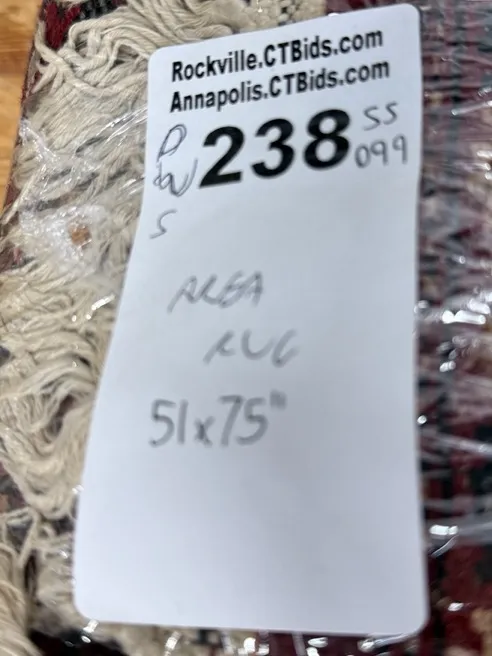 Rockville.CTBids.com
Annapolis.CTBids.com
238 SS
099
S
AREA
RUG
51x75"